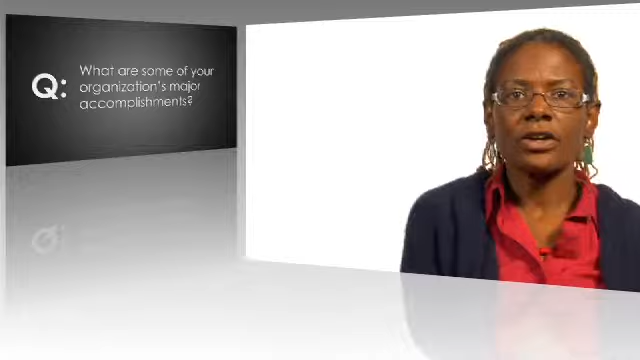 Q:
What are some of your
organization's major
accomplishments?